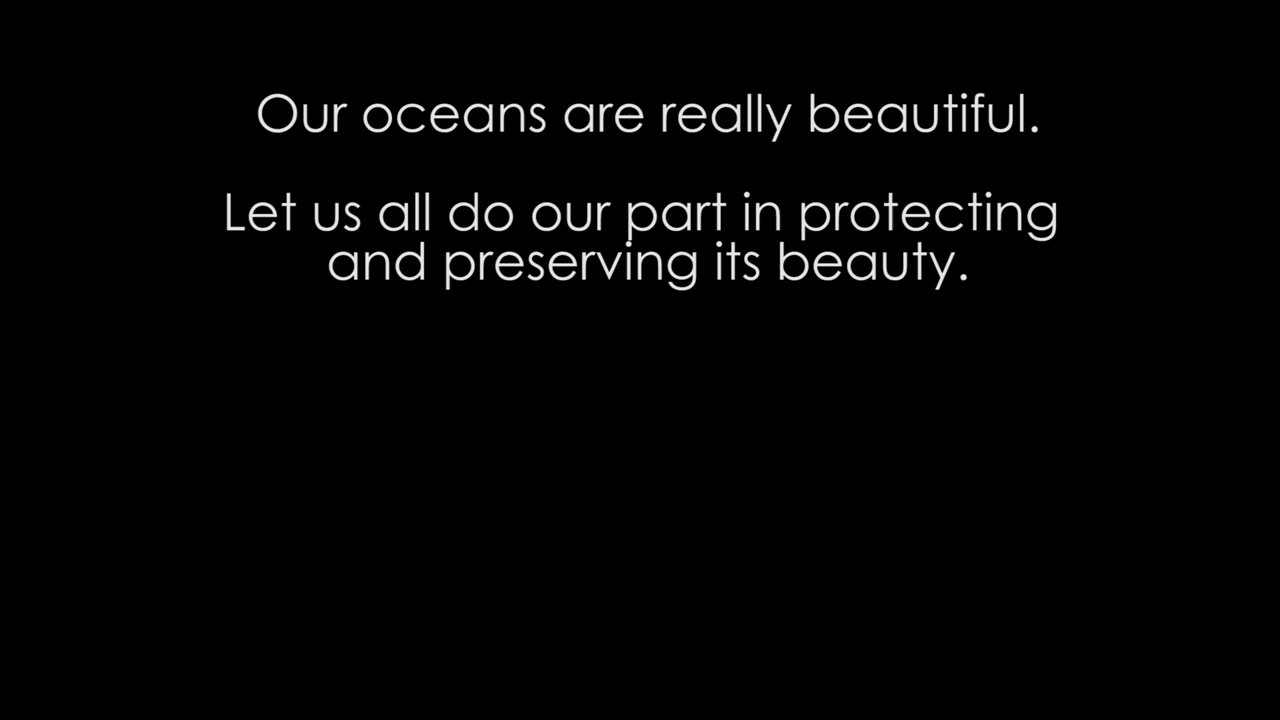 Our oceans are really beautiful.
Let us all do our part in protecting
and preserving its beauty.